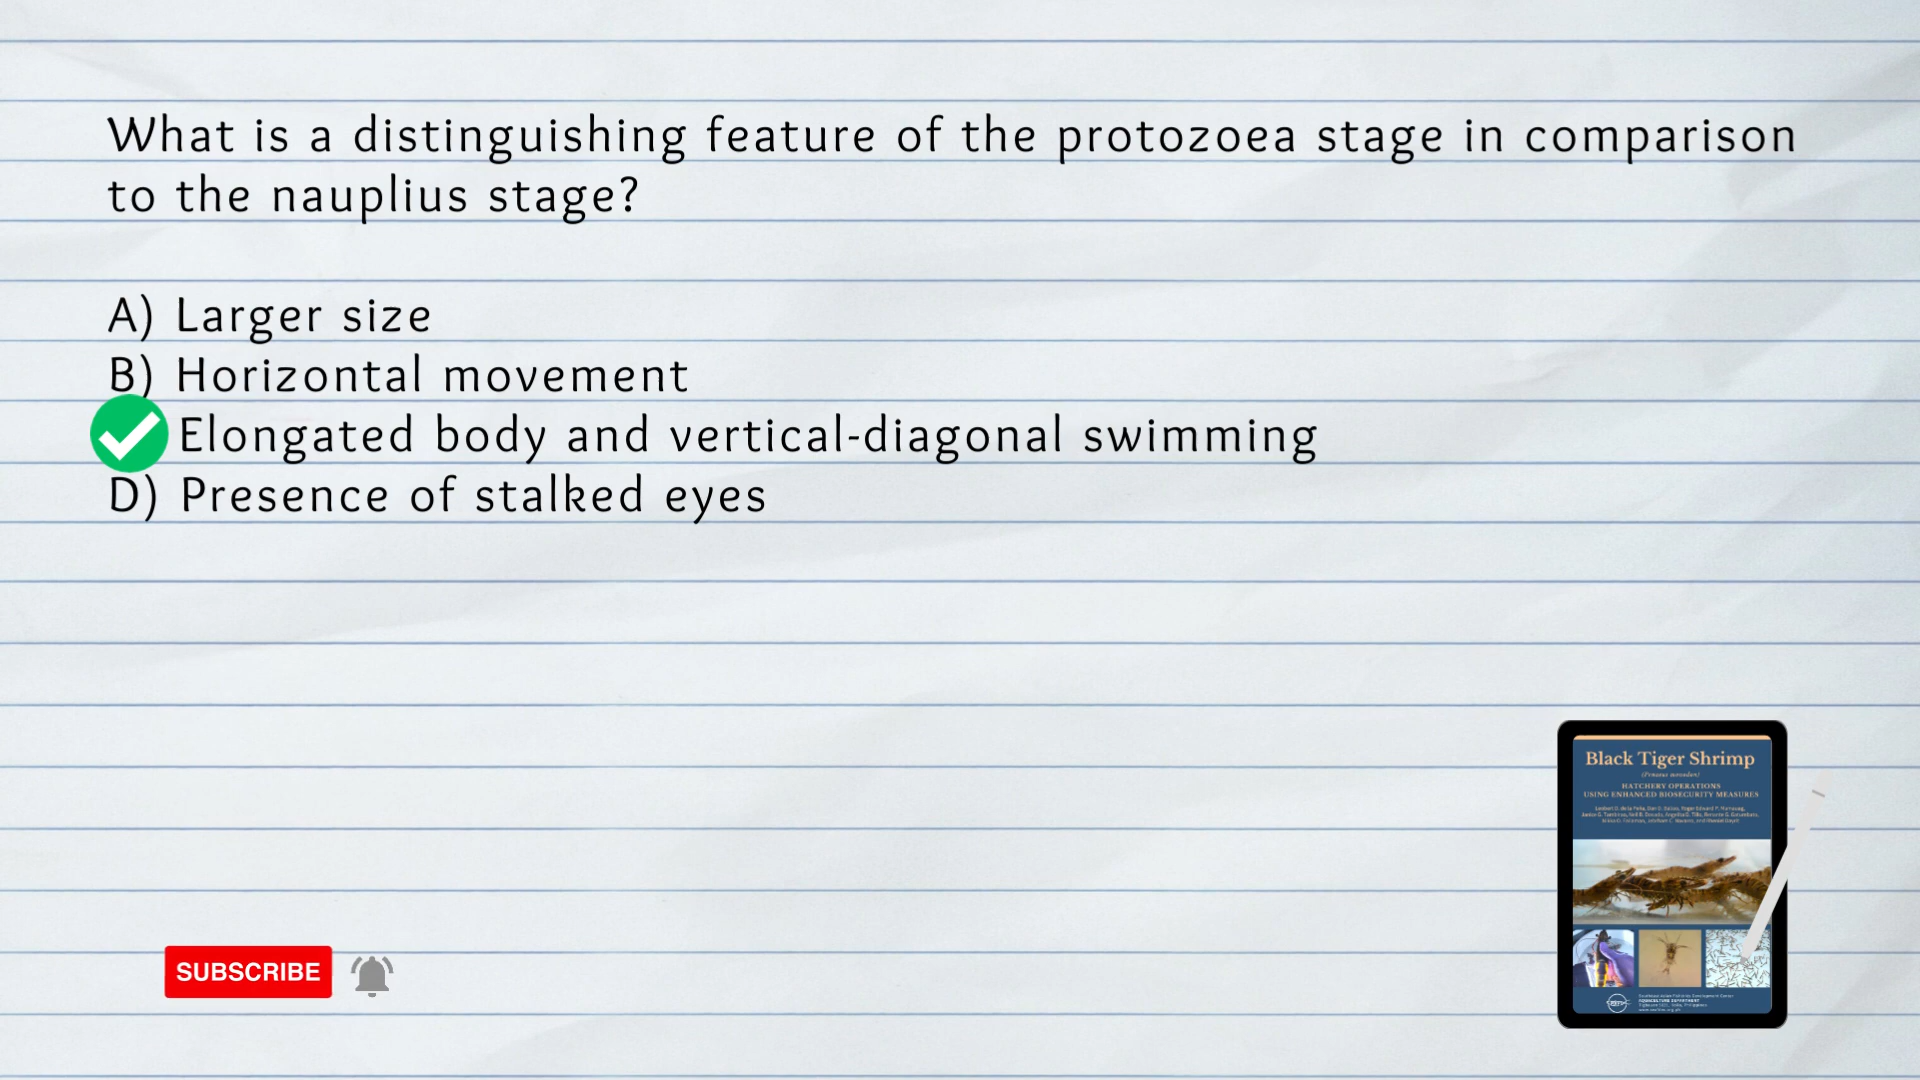 What is a distinguishing feature of the protozoea stage in comparison
to the nauplius stage?
A) Larger size
B) Horizontal movement
Elongated body and vertical-diagonal swimming
D) Presence of stalked eyes
SUBSCRIBE
Black Tiger Shrimp
(Penaeus monodon)
HATCHERY OPERATIONS
USING ENHANCED BIOSECURITY MEASURES